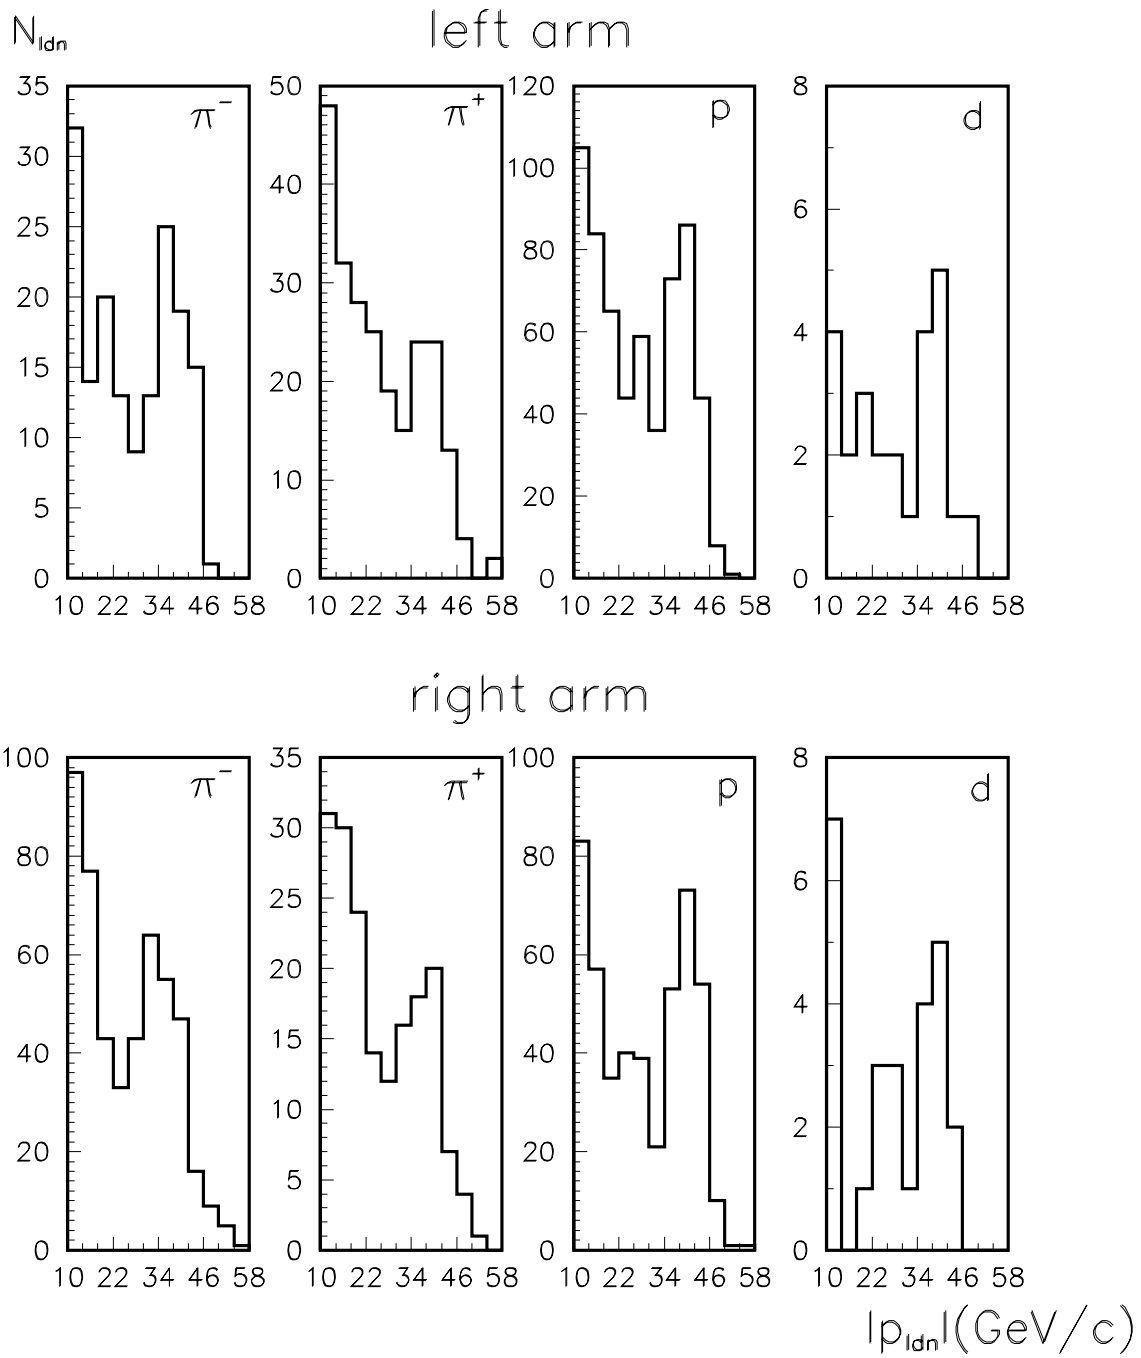 N_ldn
left arm
35 30 25 20 15 10 5 0
π⁻
10 22 34 46 58
50 40 30 20 10 0
π⁺
10 22 34 46 58
120 100 80 60 40 20 0
p
10 22 34 46 58
8 6 4 2 0
d
10 22 34 46 58
right arm
100 80 60 40 20 0
π⁻
10 22 34 46 58
35 30 25 20 15 10 5 0
π⁺
10 22 34 46 58
100 80 60 40 20 0
p
10 22 34 46 58
8 6 4 2 0
d
10 22 34 46 58
|p_ldn|(GeV/c)